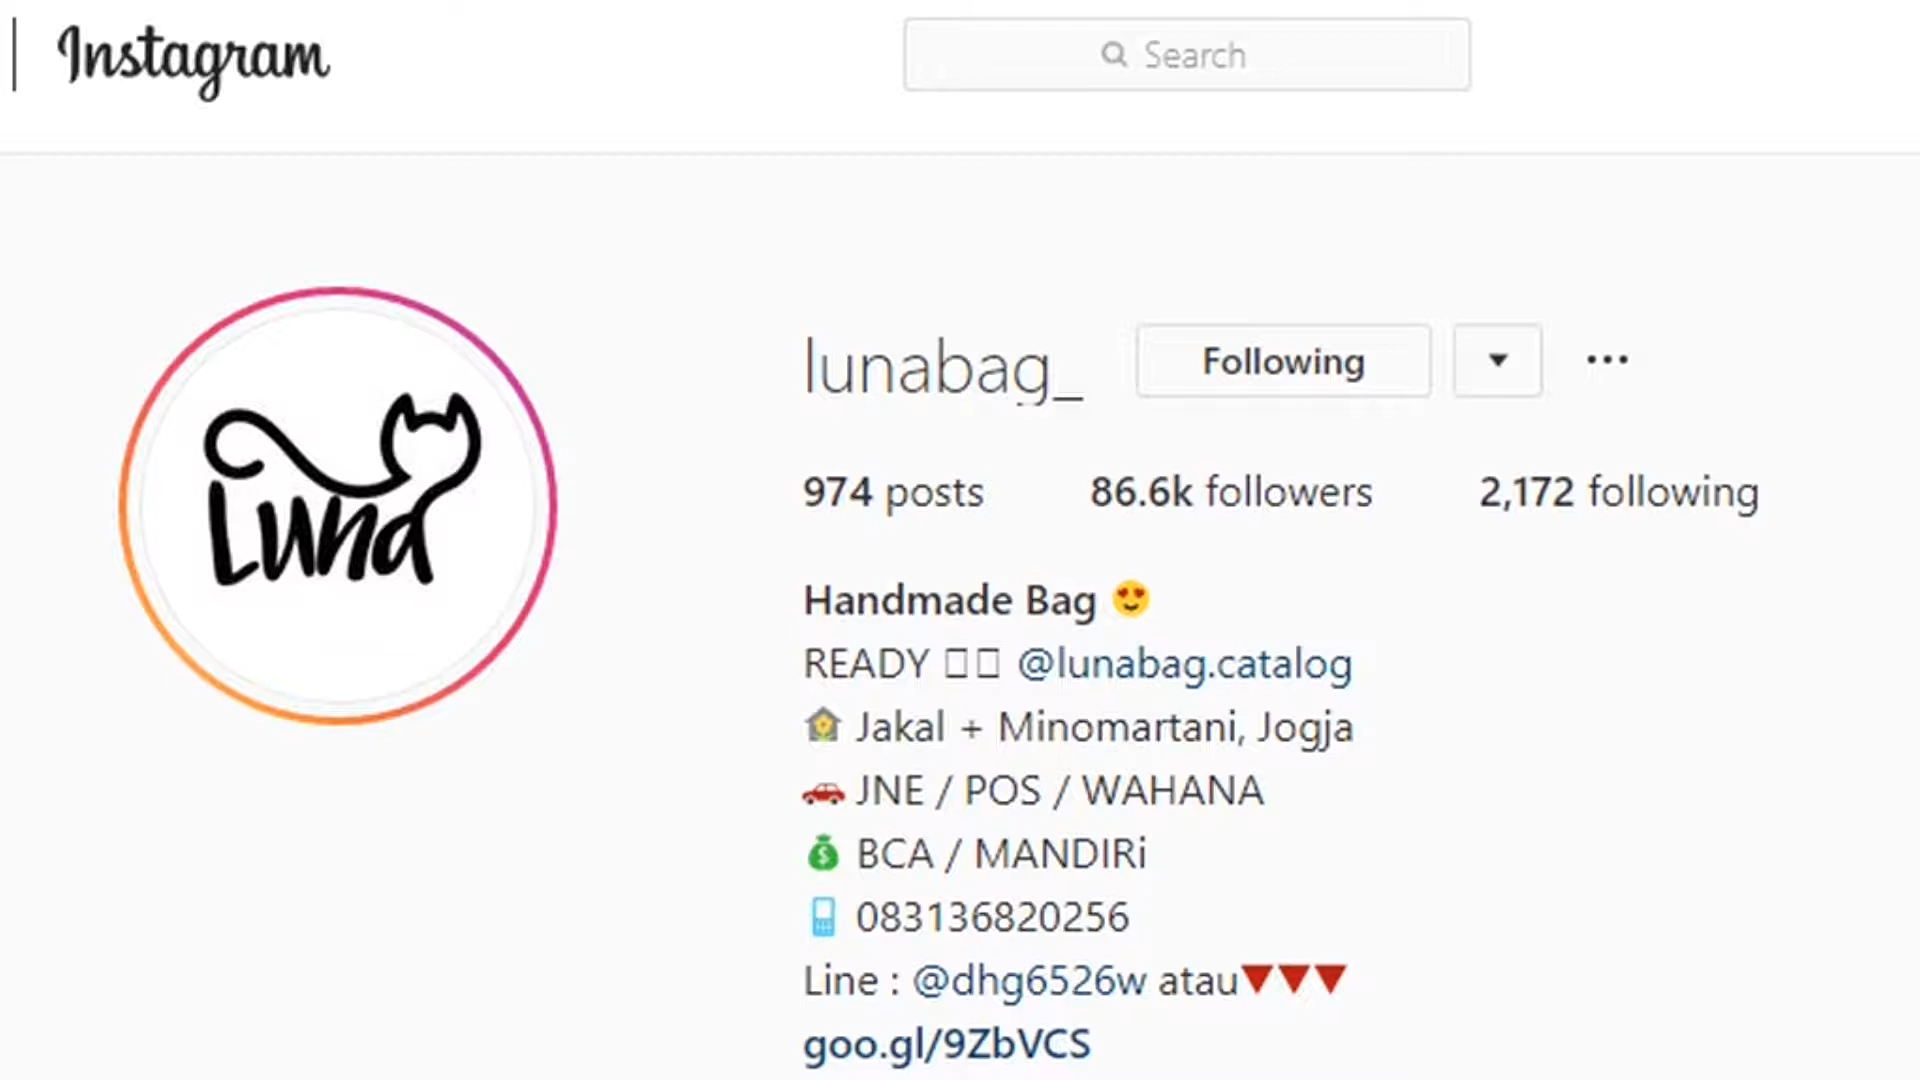 Instagram
Search
Luna
lunabag_ Following
974 posts 86.6k followers 2,172 following
Handmade Bag 😍
READY @lunabag.catalog
Jakal + Minomartani, Jogja
JNE / POS / WAHANA
BCA / MANDIRi
083136820256
Line : @dhg6526w atau
goo.gl/9ZbVCS